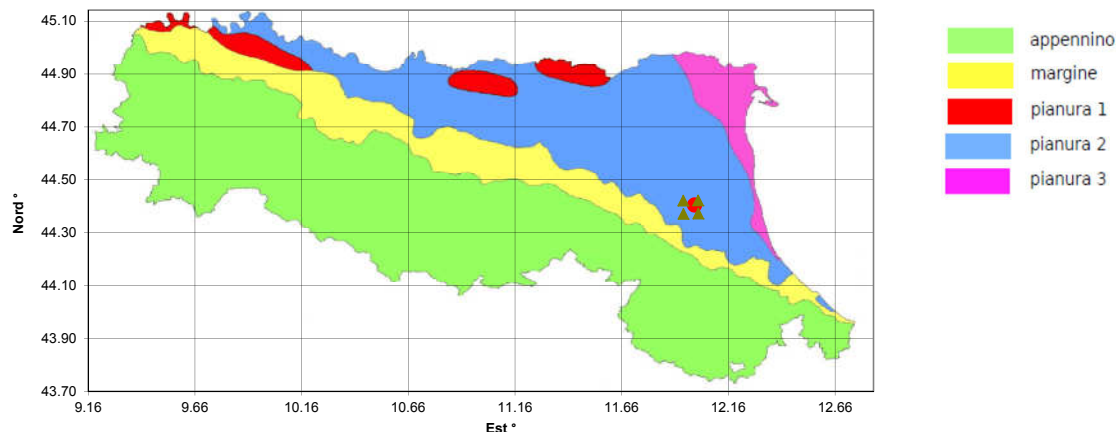 45.10
44.90
44.70
44.50
44.30
44.10
43.90
43.70
Nord °
9.16 9.66 10.16 10.66 11.16 11.66 12.16 12.66
Est °
appennino
margine
pianura 1
pianura 2
pianura 3